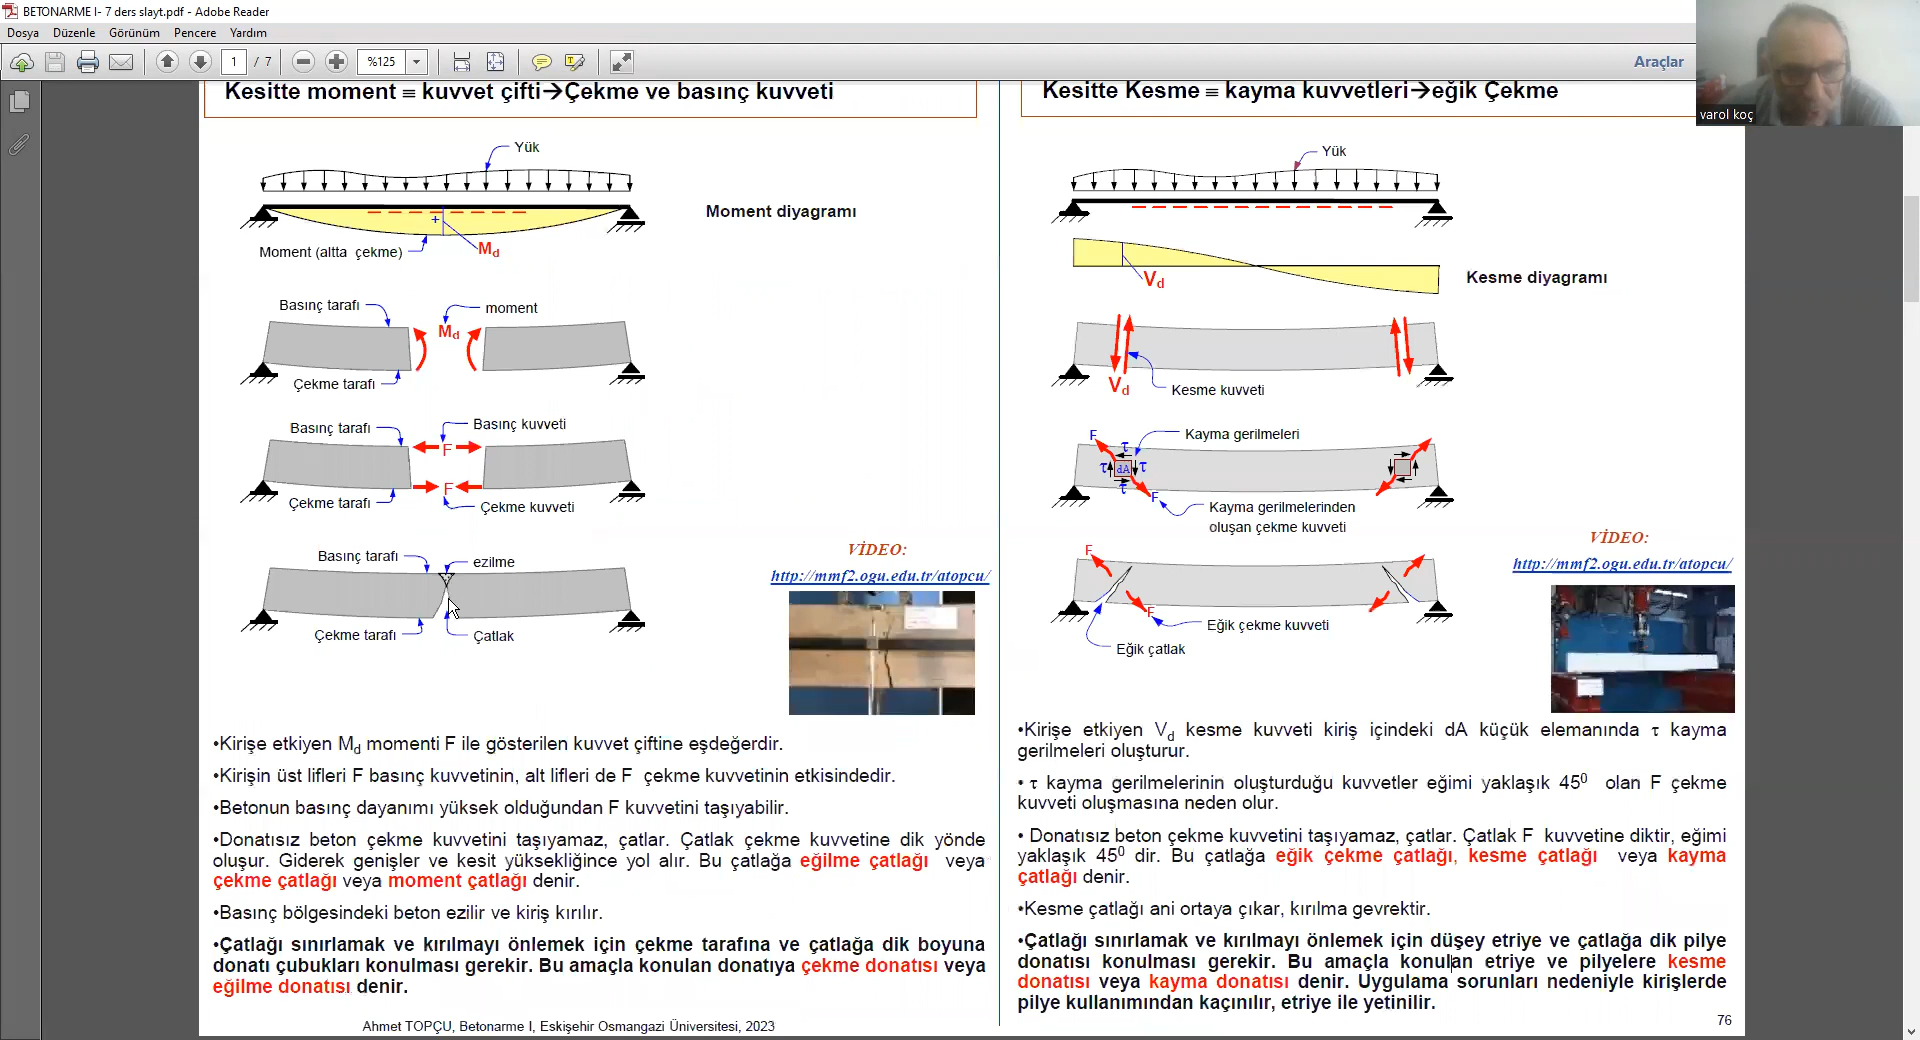 BETONARME I- 7 ders slayt.pdf - Adobe Reader
Dosya Düzenle Görünüm Pencere Yardım
1 / 7 %125
Araçlar
varol koç
Kesitte moment ≡ kuvvet çifti→Çekme ve basınç kuvveti
Yük
+
Moment diyagramı
Moment (altta çekme)
Md
Basınç tarafı
moment
Md
Çekme tarafı
Basınç tarafı
Basınç kuvveti
F
F
Çekme tarafı
Çekme kuvveti
Basınç tarafı
ezilme
Çekme tarafı
Çatlak
VİDEO:
http://mmf2.ogu.edu.tr/atopcu/
•Kirişe etkiyen Md momenti F ile gösterilen kuvvet çiftine eşdeğerdir.
•Kirişin üst lifleri F basınç kuvvetinin, alt lifleri de F çekme kuvvetinin etkisindedir.
•Betonun basınç dayanımı yüksek olduğundan F kuvvetini taşıyabilir.
•Donatısız beton çekme kuvvetini taşıyamaz, çatlar. Çatlak çekme kuvvetine dik yönde
oluşur. Giderek genişler ve kesit yüksekliğince yol alır. Bu çatlağa eğilme çatlağı veya
çekme çatlağı veya moment çatlağı denir.
•Basınç bölgesindeki beton ezilir ve kiriş kırılır.
•Çatlağı sınırlamak ve kırılmayı önlemek için çekme tarafına ve çatlağa dik boyuna
donatı çubukları konulması gerekir. Bu amaçla konulan donatıya çekme donatısı veya
eğilme donatısı denir.
Ahmet TOPÇU, Betonarme I, Eskişehir Osmangazi Üniversitesi, 2023
Kesitte Kesme ≡ kayma kuvvetleri→eğik Çekme
Yük
Vd
Kesme diyagramı
Vd
Kesme kuvveti
F
τ
Kayma gerilmeleri
τ dA τ
τ
F
Kayma gerilmelerinden
oluşan çekme kuvveti
F
F
Eğik çekme kuvveti
Eğik çatlak
VİDEO:
http://mmf2.ogu.edu.tr/atopcu/
•Kirişe etkiyen Vd kesme kuvveti kiriş içindeki dA küçük elemanında τ kayma
gerilmeleri oluşturur.
• τ kayma gerilmelerinin oluşturduğu kuvvetler eğimi yaklaşık 45⁰ olan F çekme
kuvveti oluşmasına neden olur.
• Donatısız beton çekme kuvvetini taşıyamaz, çatlar. Çatlak F kuvvetine diktir, eğimi
yaklaşık 45⁰ dir. Bu çatlağa eğik çekme çatlağı, kesme çatlağı veya kayma
çatlağı denir.
•Kesme çatlağı ani ortaya çıkar, kırılma gevrektir.
•Çatlağı sınırlamak ve kırılmayı önlemek için düşey etriye ve çatlağa dik pilye
donatısı konulması gerekir. Bu amaçla konulan etriye ve pilyelere kesme
donatısı veya kayma donatısı denir. Uygulama sorunları nedeniyle kirişlerde
pilye kullanımından kaçınılır, etriye ile yetinilir.
76